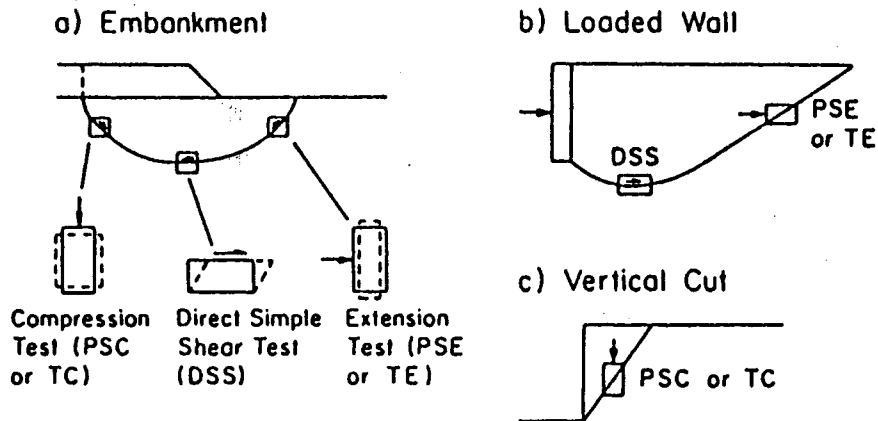 a) Embankment
Compression
Test (PSC
or TC)
Direct Simple
Shear Test
(DSS)
Extension
Test (PSE
or TE)
b) Loaded Wall
PSE
or TE
DSS
c) Vertical Cut
PSC or TC